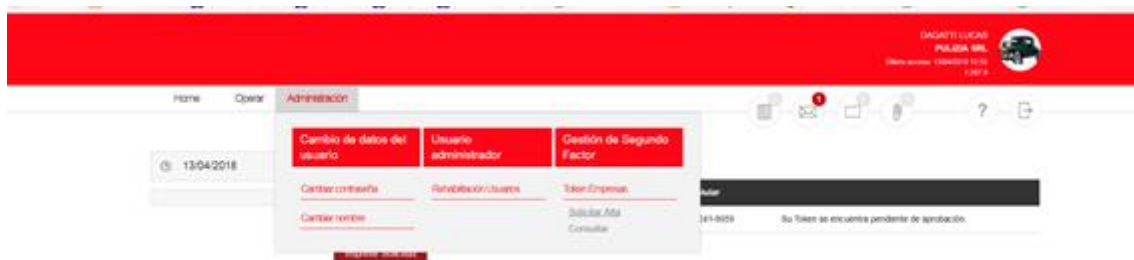 DAGATTI LUCAS
PULIZIA SRL
Home Operar Administración
1
?
Cambio de datos del usuario
Usuario administrador
Gestión de Segundo Factor
13/04/2018
Cambiar contraseña
Rehabilitación Usuarios
Token Empresas
Cambiar nombre
Solicitar Alta
Consultar
Su Token se encuentra pendiente de aprobación.